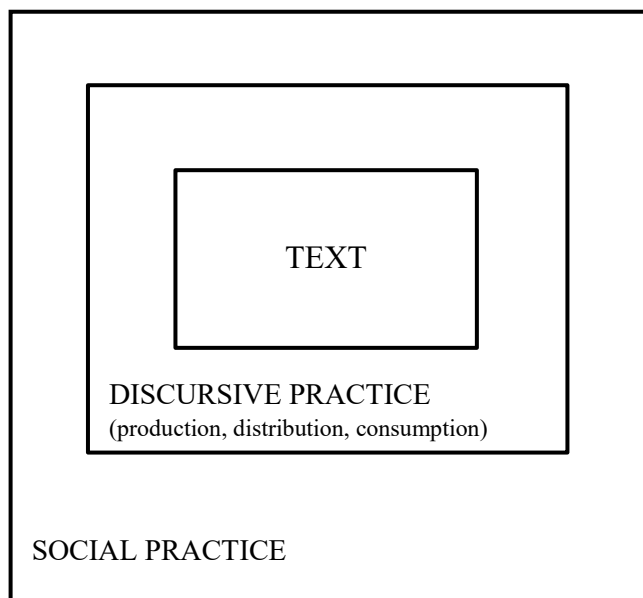 TEXT
DISCURSIVE PRACTICE
(production, distribution, consumption)
SOCIAL PRACTICE